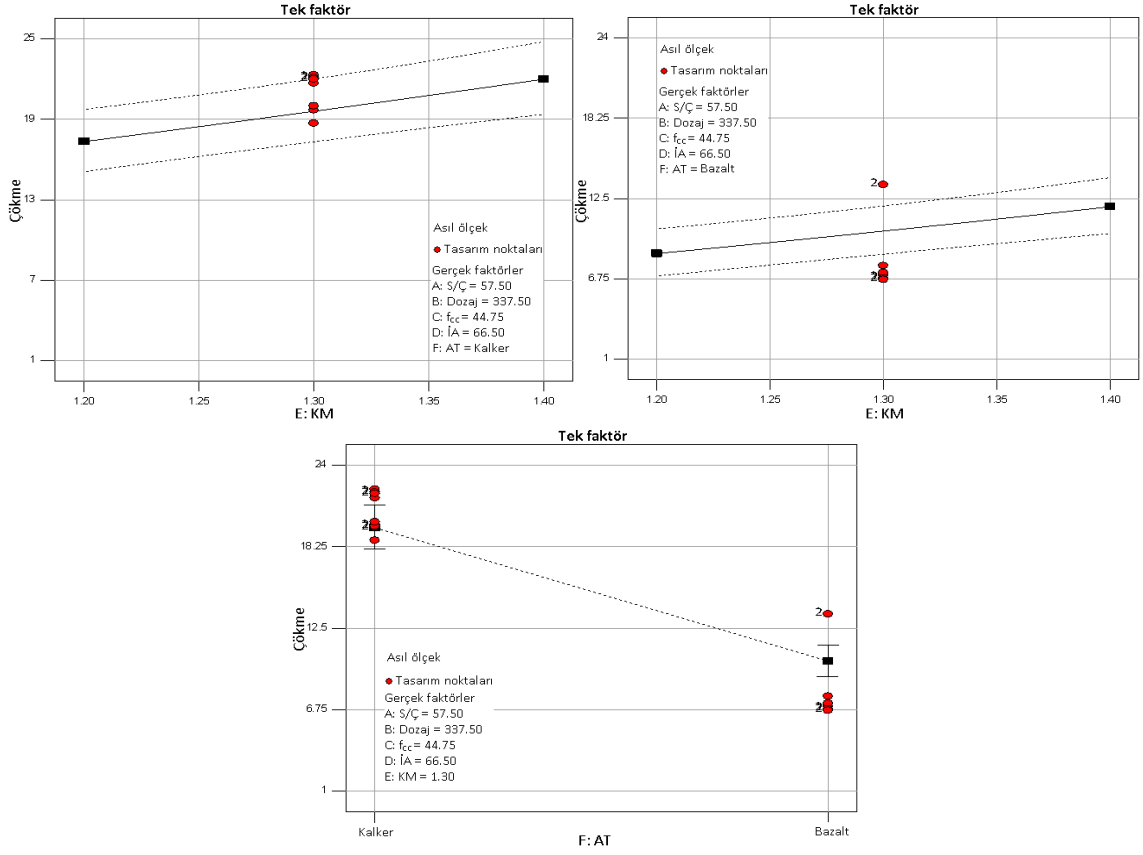 Tek faktör
25
19
13
7
1
Çökme
2
Asıl ölçek
Tasarım noktaları
Gerçek faktörler
A: S/Ç = 57.50
B: Dozaj = 337.50
C: fcc = 44.75
D: İA = 66.50
F: AT = Kalker
1.20
1.25
1.30
1.35
1.40
E: KM
Tek faktör
24
18.25
12.5
6.75
1
Çökme
Asıl ölçek
Tasarım noktaları
Gerçek faktörler
A: S/Ç = 57.50
B: Dozaj = 337.50
C: fcc = 44.75
D: İA = 66.50
F: AT = Bazalt
2
2
1.20
1.25
1.30
1.35
1.40
E: KM
Tek faktör
24
18.25
12.5
6.75
1
Çökme
2
2
2
2
Asıl ölçek
Tasarım noktaları
Gerçek faktörler
A: S/Ç = 57.50
B: Dozaj = 337.50
C: fcc = 44.75
D: İA = 66.50
E: KM = 1.30
Kalker
Bazalt
F: AT